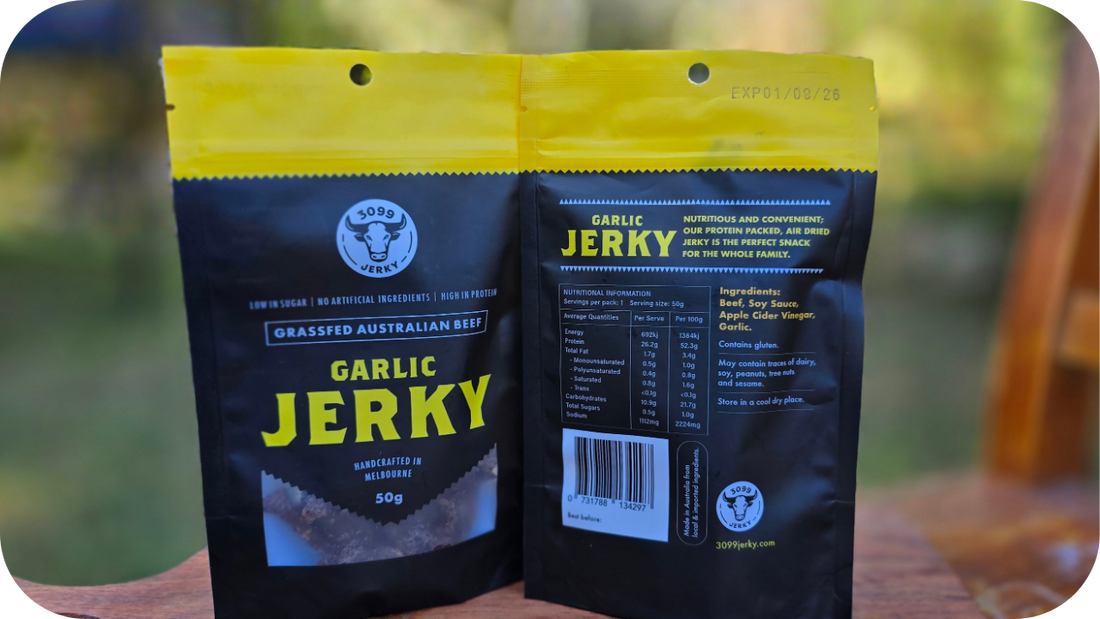 3099
JERKY
LOW IN SUGAR | NO ARTIFICIAL INGREDIENTS | HIGH IN PROTEIN
GRASSFED AUSTRALIAN BEEF
GARLIC
JERKY
HANDCRAFTED IN
MELBOURNE
50g
EXP01/08/26
GARLIC
JERKY
NUTRITIOUS AND CONVENIENT;
OUR PROTEIN PACKED, AIR DRIED
JERKY IS THE PERFECT SNACK
FOR THE WHOLE FAMILY.
NUTRITIONAL INFORMATION
Servings per pack: 1 Serving size: 50g
Average Quantities Per Serve Per 100g
Energy 692kj 1384kj
Protein 26.2g 52.3g
Total Fat 1.7g 3.4g
- Monounsaturated 0.5g 1.0g
- Polyunsaturated 0.4g 0.8g
- Saturated 0.8g 1.6g
- Trans <0.1g <0.1g
Carbohydrates 10.9g 21.7g
Total Sugars 0.5g 1.0g
Sodium 1112mg 2224mg
Ingredients:
Beef, Soy Sauce,
Apple Cider Vinegar,
Garlic.
Contains gluten.
May contain traces of dairy,
soy, peanuts, tree nuts
and sesame.
Store in a cool dry place.
0 731788 134297
Best before:
Made in Australia from
local & imported ingredients.
3099
JERKY
3099jerky.com